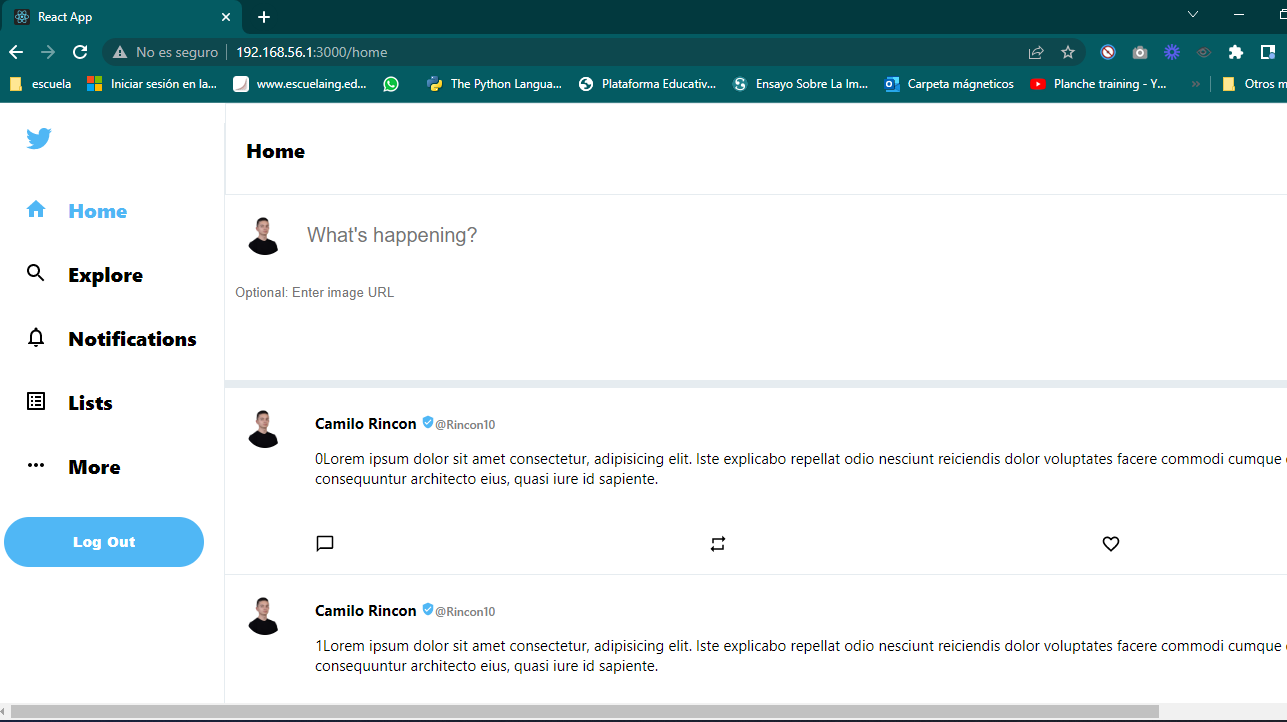 React App
No es seguro 192.168.56.1:3000/home
escuela Iniciar sesión en la... www.escuelaing.ed... The Python Langua... Plataforma Educativ... Ensayo Sobre La Im... Carpeta mágneticos Planche training - Y... » Otros m
Home
What's happening?
Optional: Enter image URL
Home
Explore
Notifications
Lists
More
Log Out
Camilo Rincon @Rincon10
0Lorem ipsum dolor sit amet consectetur, adipisicing elit. Iste explicabo repellat odio nesciunt reiciendis dolor voluptates facere commodi cumque
consequuntur architecto eius, quasi iure id sapiente.
Camilo Rincon @Rincon10
1Lorem ipsum dolor sit amet consectetur, adipisicing elit. Iste explicabo repellat odio nesciunt reiciendis dolor voluptates facere commodi cumque
consequuntur architecto eius, quasi iure id sapiente.